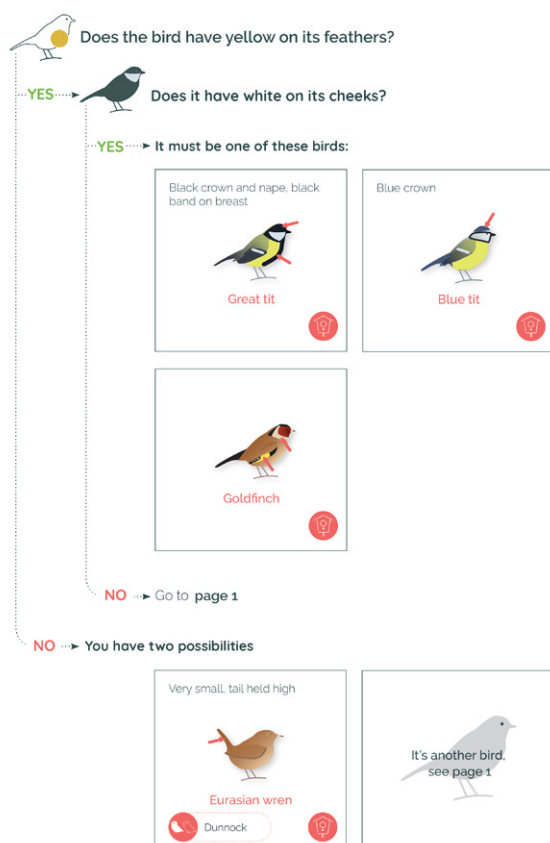 Does the bird have yellow on its feathers?
YES
Does it have white on its cheeks?
YES
It must be one of these birds:
Black crown and nape, black
band on breast
Great tit
Blue crown
Blue tit
Goldfinch
NO
Go to page 1
NO
You have two possibilities
Very small, tail held high
Eurasian wren
Dunnock
It's another bird,
see page 1